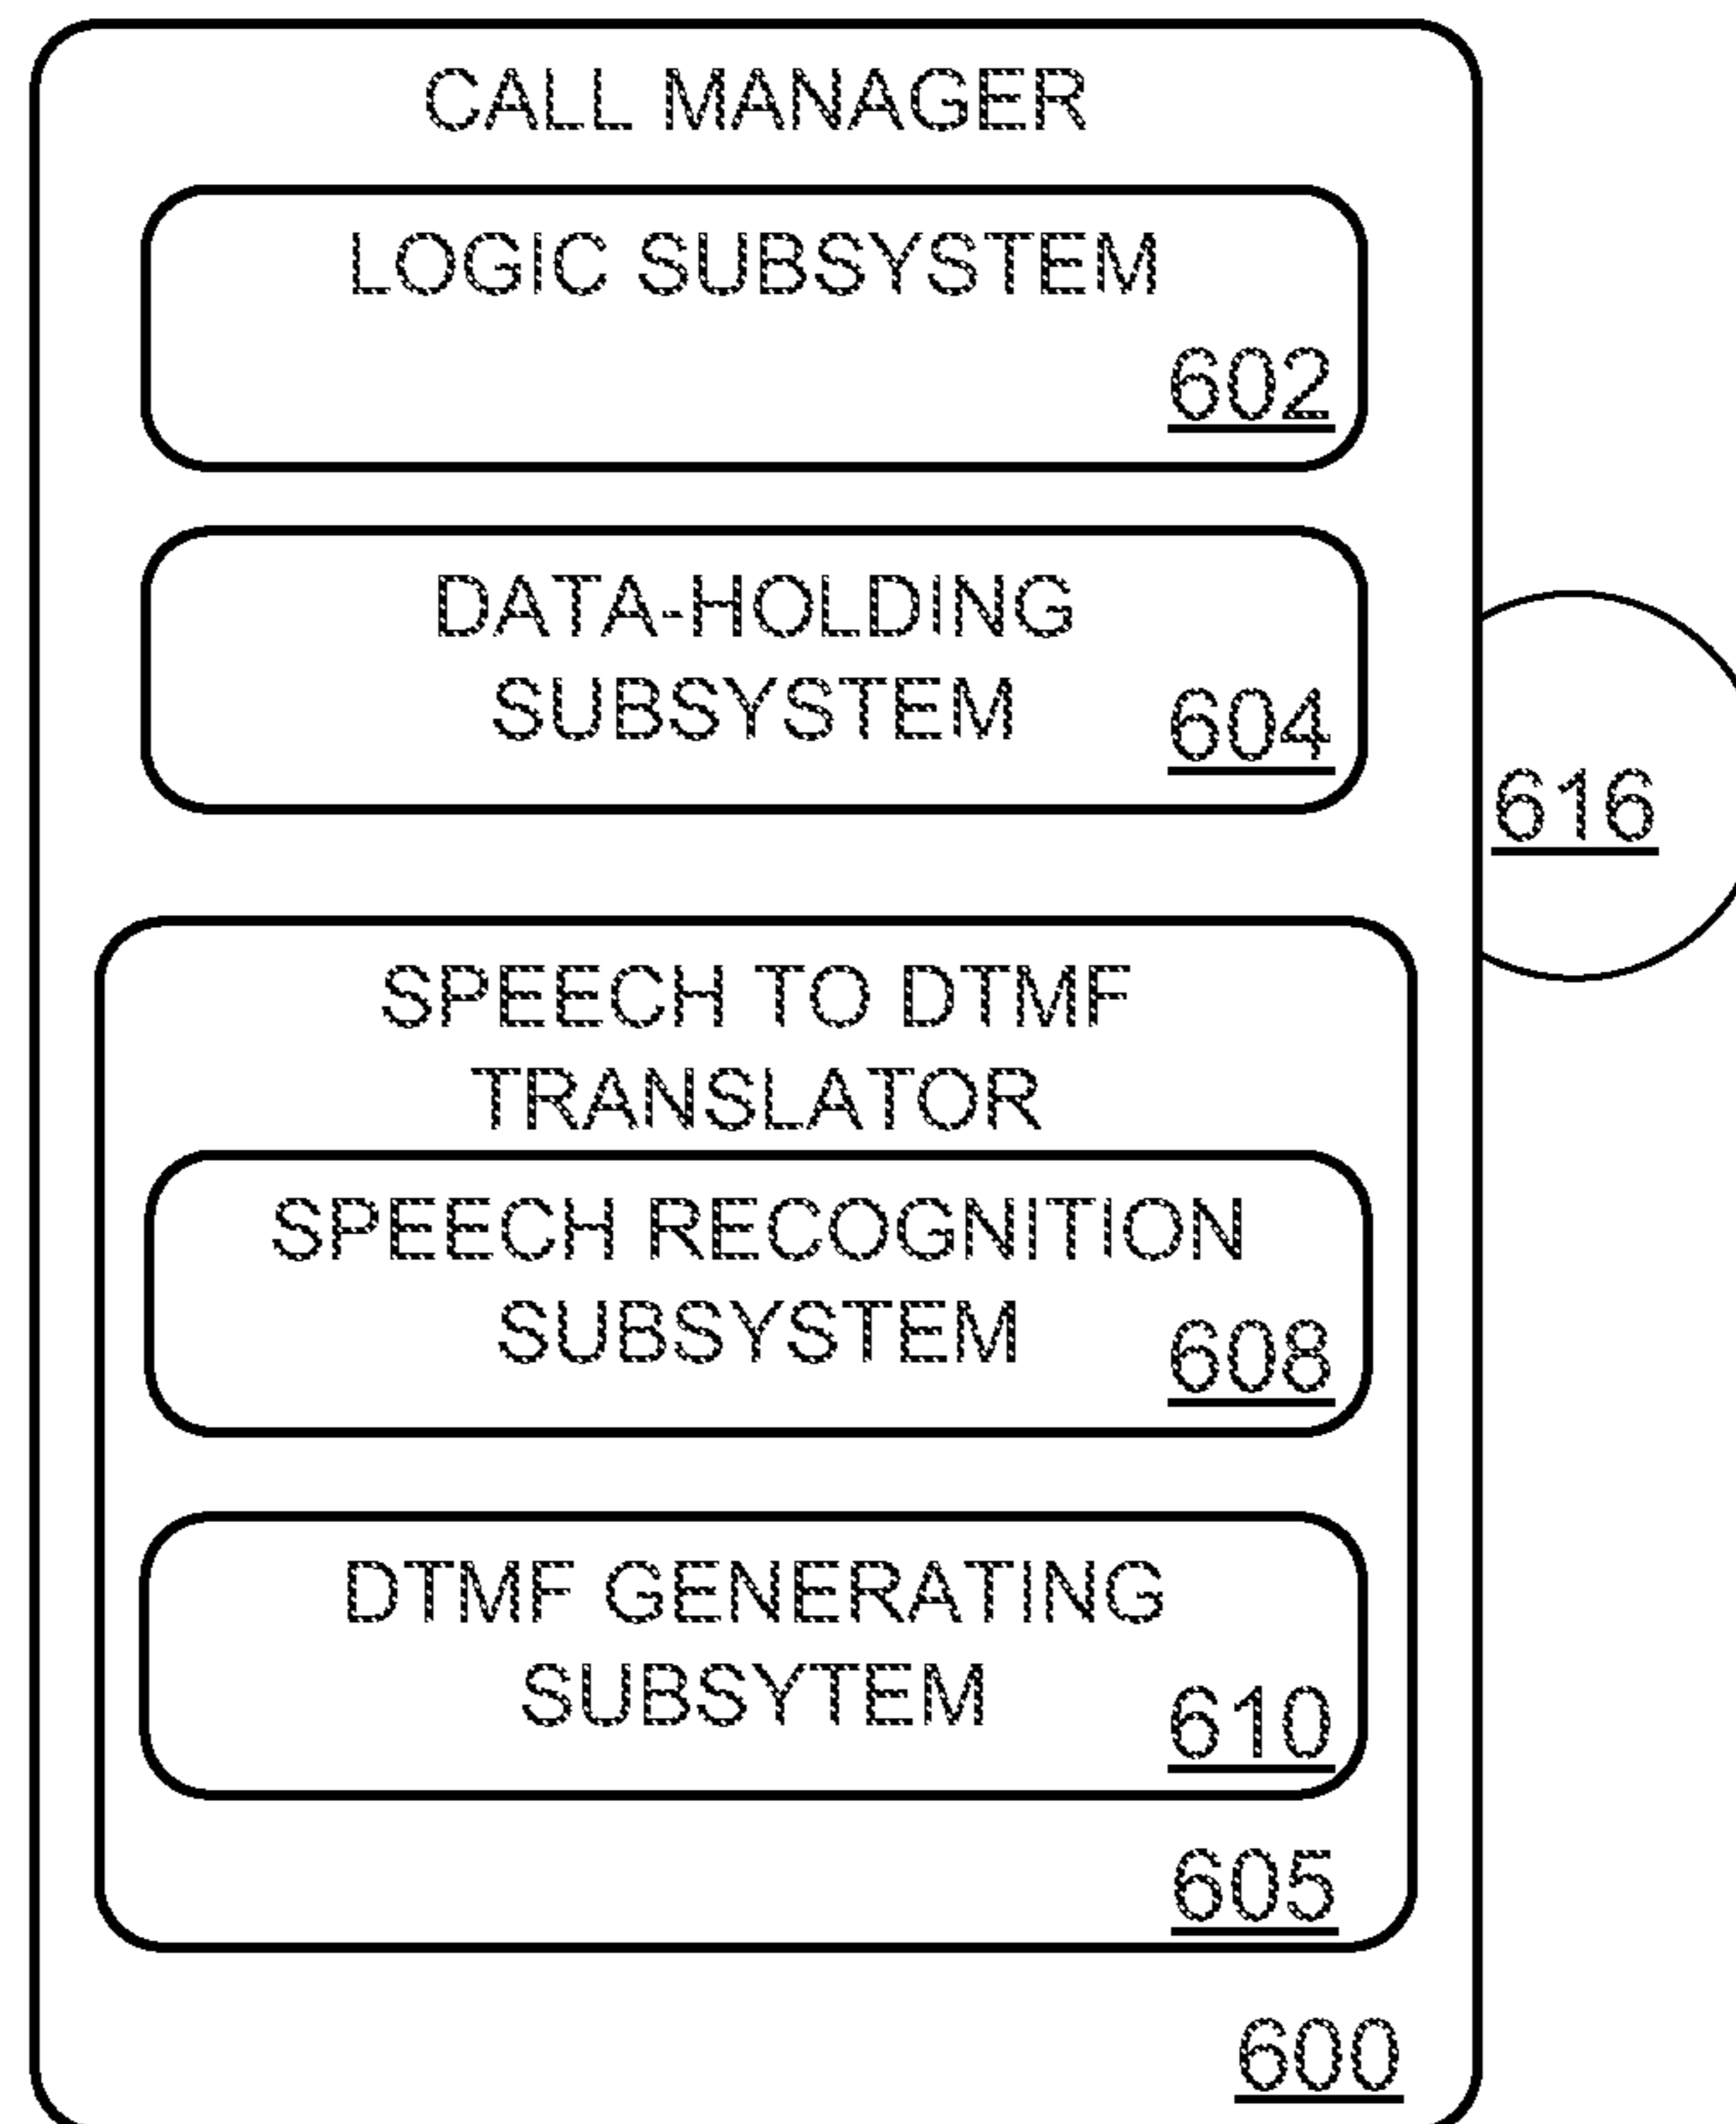 CALL MANAGER
LOGIC SUBSYSTEM
602
DATA-HOLDING
SUBSYSTEM
604
616
SPEECH TO DTMF
TRANSLATOR
SPEECH RECOGNITION
SUBSYSTEM
608
DTMF GENERATING
SUBSYTEM
610
605
600